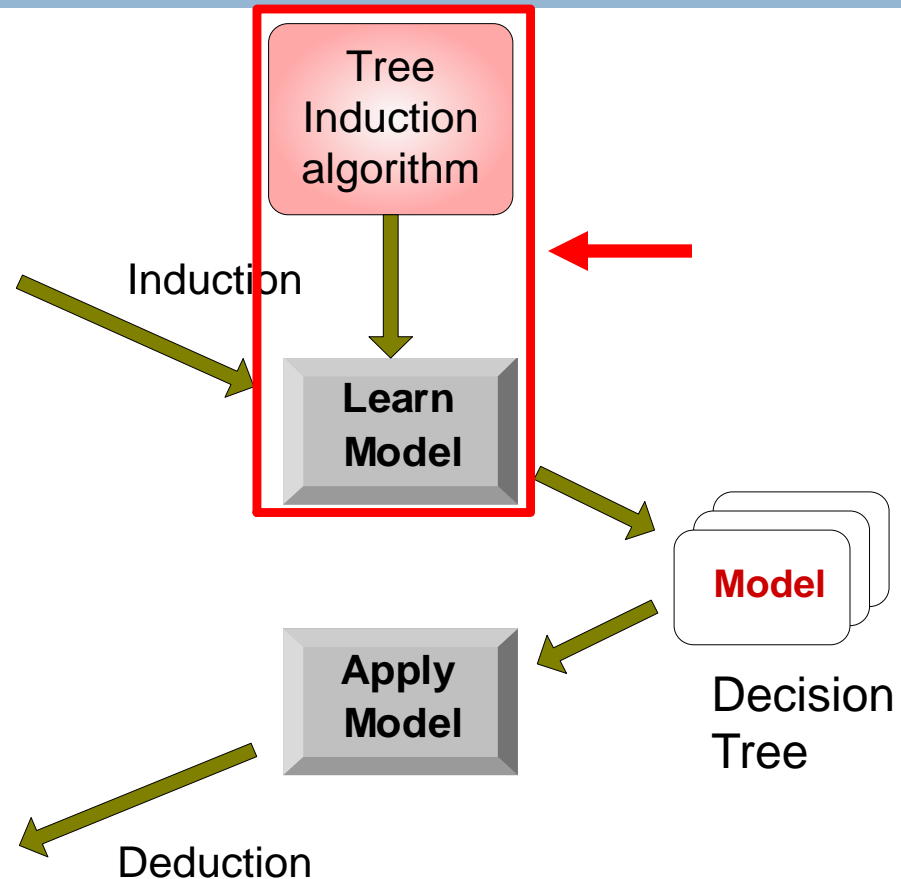 Tree
Induction
algorithm
Induction
Learn
Model
Model
Apply
Model
Decision
Tree
Deduction